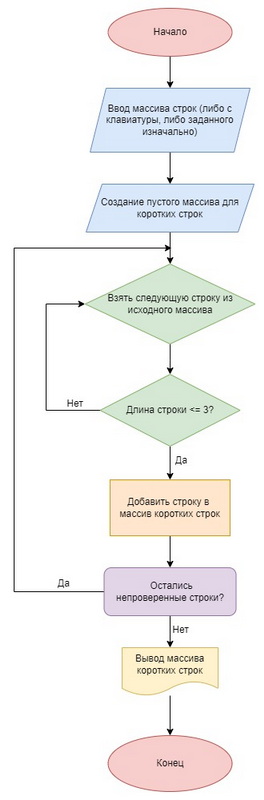 Начало
Ввод массива строк (либо с
клавиатуры, либо заданного
изначально)
Создание пустого массива для
коротких строк
Взять следующую строку из
исходного массива
Длина строки <= 3?
Нет
Да
Добавить строку в
массив коротких строк
Остались
непроверенные строки?
Да
Нет
Вывод массива
коротких строк
Конец